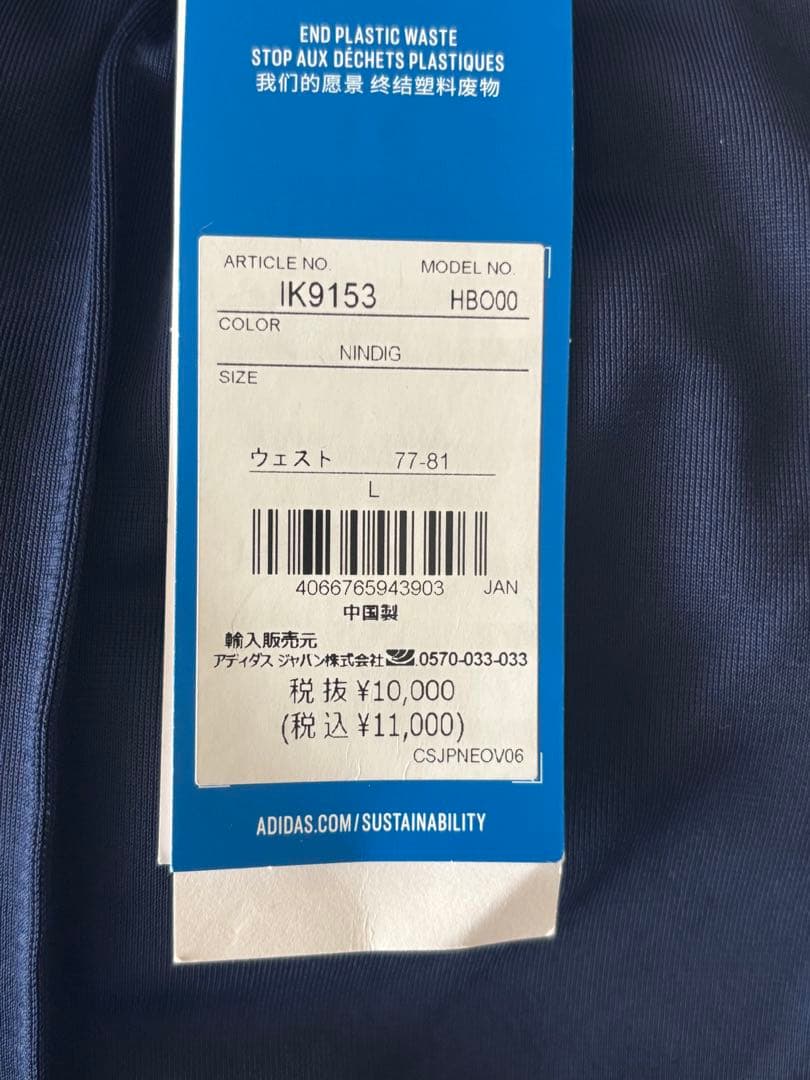 END PLASTIC WASTE
STOP AUX DÉCHETS PLASTIQUES
我们的愿景 终结塑料废物
ARTICLE NO. MODEL NO.
IK9153 HBO00
COLOR
NINDIG
SIZE
ウェスト 77-81
L
4066765943903 JAN
中国製
輸入販売元
アディダス ジャパン株式会社 0570-033-033
税抜 ¥10,000
(税込 ¥11,000)
CSJPNEOV06
ADIDAS.COM/SUSTAINABILITY